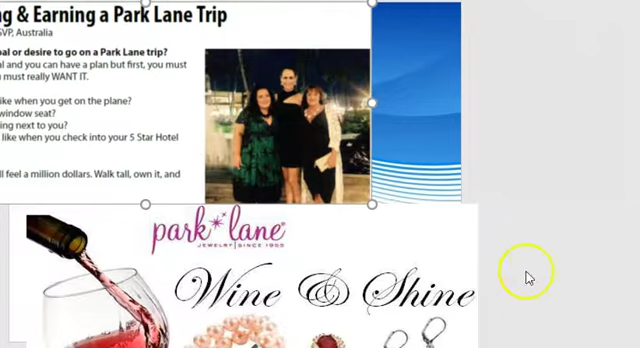 g & Earning a Park Lane Trip
SVP, Australia
al or desire to go on a Park Lane trip?
al and you can have a plan but first, you must
u must really WANT IT.
like when you get on the plane?
window seat?
ing next to you?
like when you check into your 5 Star Hotel
ll feel a million dollars. Walk tall, own it, and
park lane®
JEWELRY | SINCE 1955
Wine & Shine